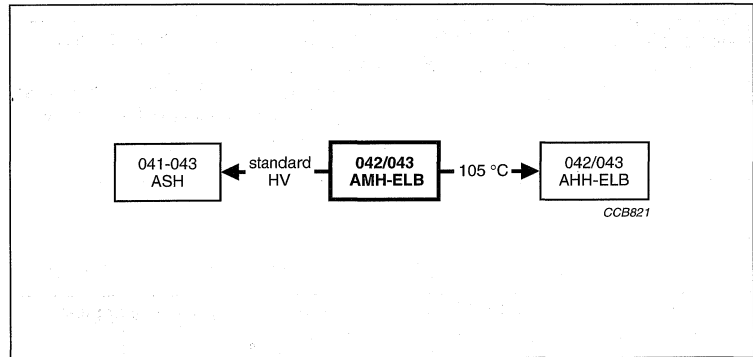 041-043
ASH
standard
HV
042/043
AMH-ELB
105 °C
042/043
AHH-ELB
CCB821